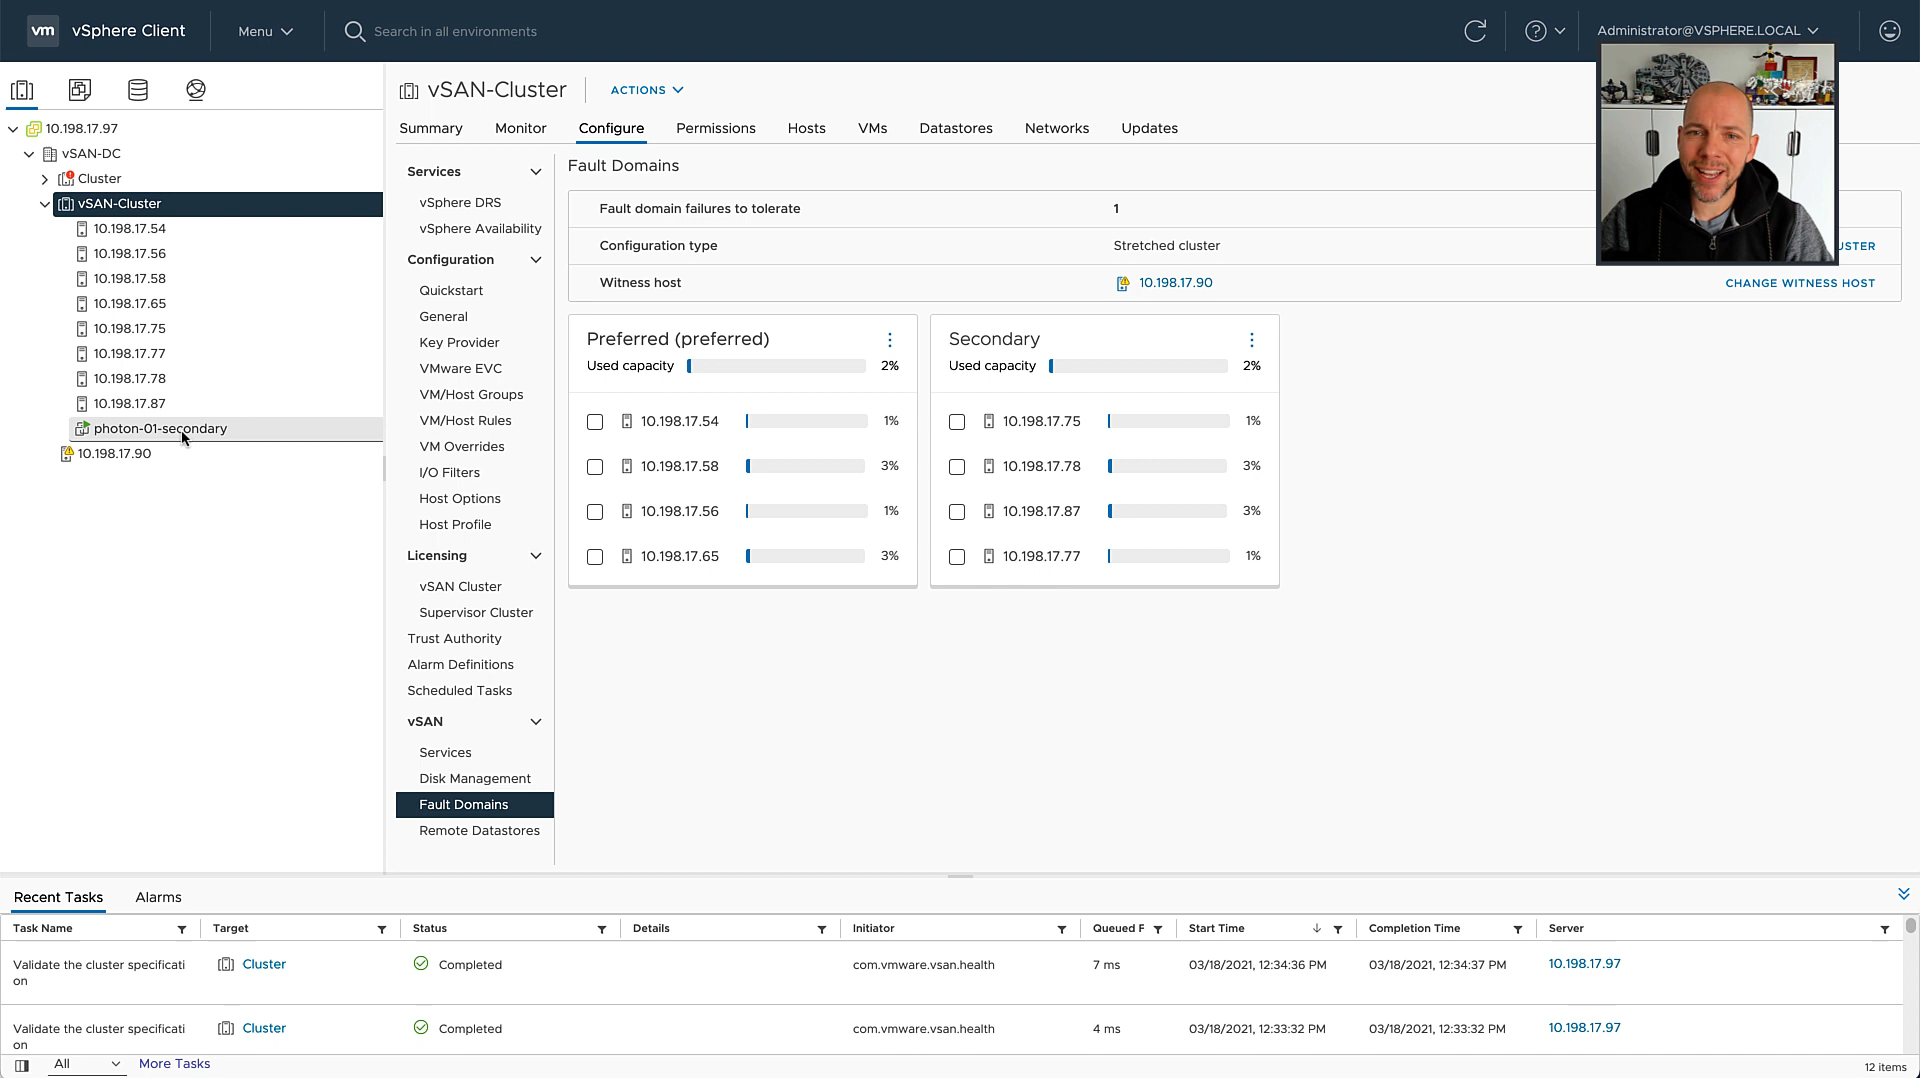 vm vSphere Client Menu Search in all environments Administrator@VSPHERE.LOCAL
10.198.17.97
vSAN-DC
Cluster
vSAN-Cluster
10.198.17.54
10.198.17.56
10.198.17.58
10.198.17.65
10.198.17.75
10.198.17.77
10.198.17.78
10.198.17.87
photon-01-secondary
10.198.17.90
vSAN-Cluster ACTIONS
Summary Monitor Configure Permissions Hosts VMs Datastores Networks Updates
Services
vSphere DRS
vSphere Availability
Configuration
Quickstart
General
Key Provider
VMware EVC
VM/Host Groups
VM/Host Rules
VM Overrides
I/O Filters
Host Options
Host Profile
Licensing
vSAN Cluster
Supervisor Cluster
Trust Authority
Alarm Definitions
Scheduled Tasks
vSAN
Services
Disk Management
Fault Domains
Remote Datastores
Fault Domains
Fault domain failures to tolerate 1
Configuration type Stretched cluster USTER
Witness host 10.198.17.90 CHANGE WITNESS HOST
Preferred (preferred)
Used capacity 2%
10.198.17.54 1%
10.198.17.58 3%
10.198.17.56 1%
10.198.17.65 3%
Secondary
Used capacity 2%
10.198.17.75 1%
10.198.17.78 3%
10.198.17.87 3%
10.198.17.77 1%
Recent Tasks Alarms
Task Name Target Status Details Initiator Queued F Start Time Completion Time Server
Validate the cluster specificati Cluster Completed com.vmware.vsan.health 7 ms 03/18/2021, 12:34:36 PM 03/18/2021, 12:34:37 PM 10.198.17.97
on
Validate the cluster specificati Cluster Completed com.vmware.vsan.health 4 ms 03/18/2021, 12:33:32 PM 03/18/2021, 12:33:32 PM 10.198.17.97
on
All More Tasks 12 items